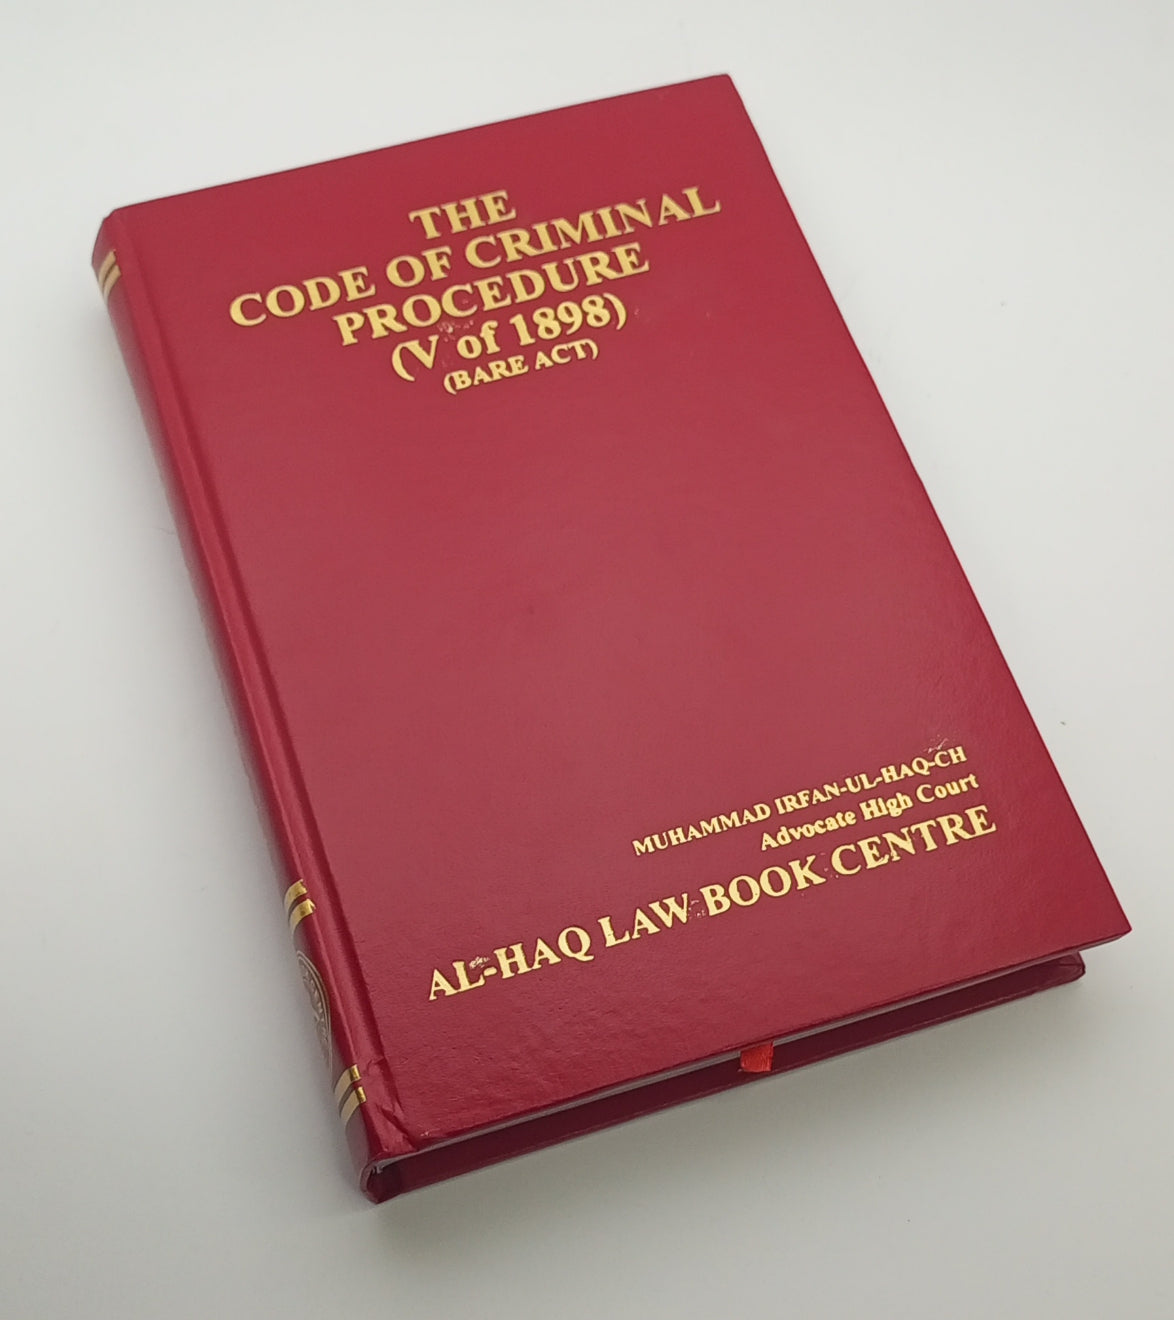 THE
CODE OF CRIMINAL
PROCEDURE
(V of 1898)
(BARE ACT)
MUHAMMAD IRFAN-UL-HAQ-CH
Advocate High Court
AL-HAQ LAW BOOK CENTRE